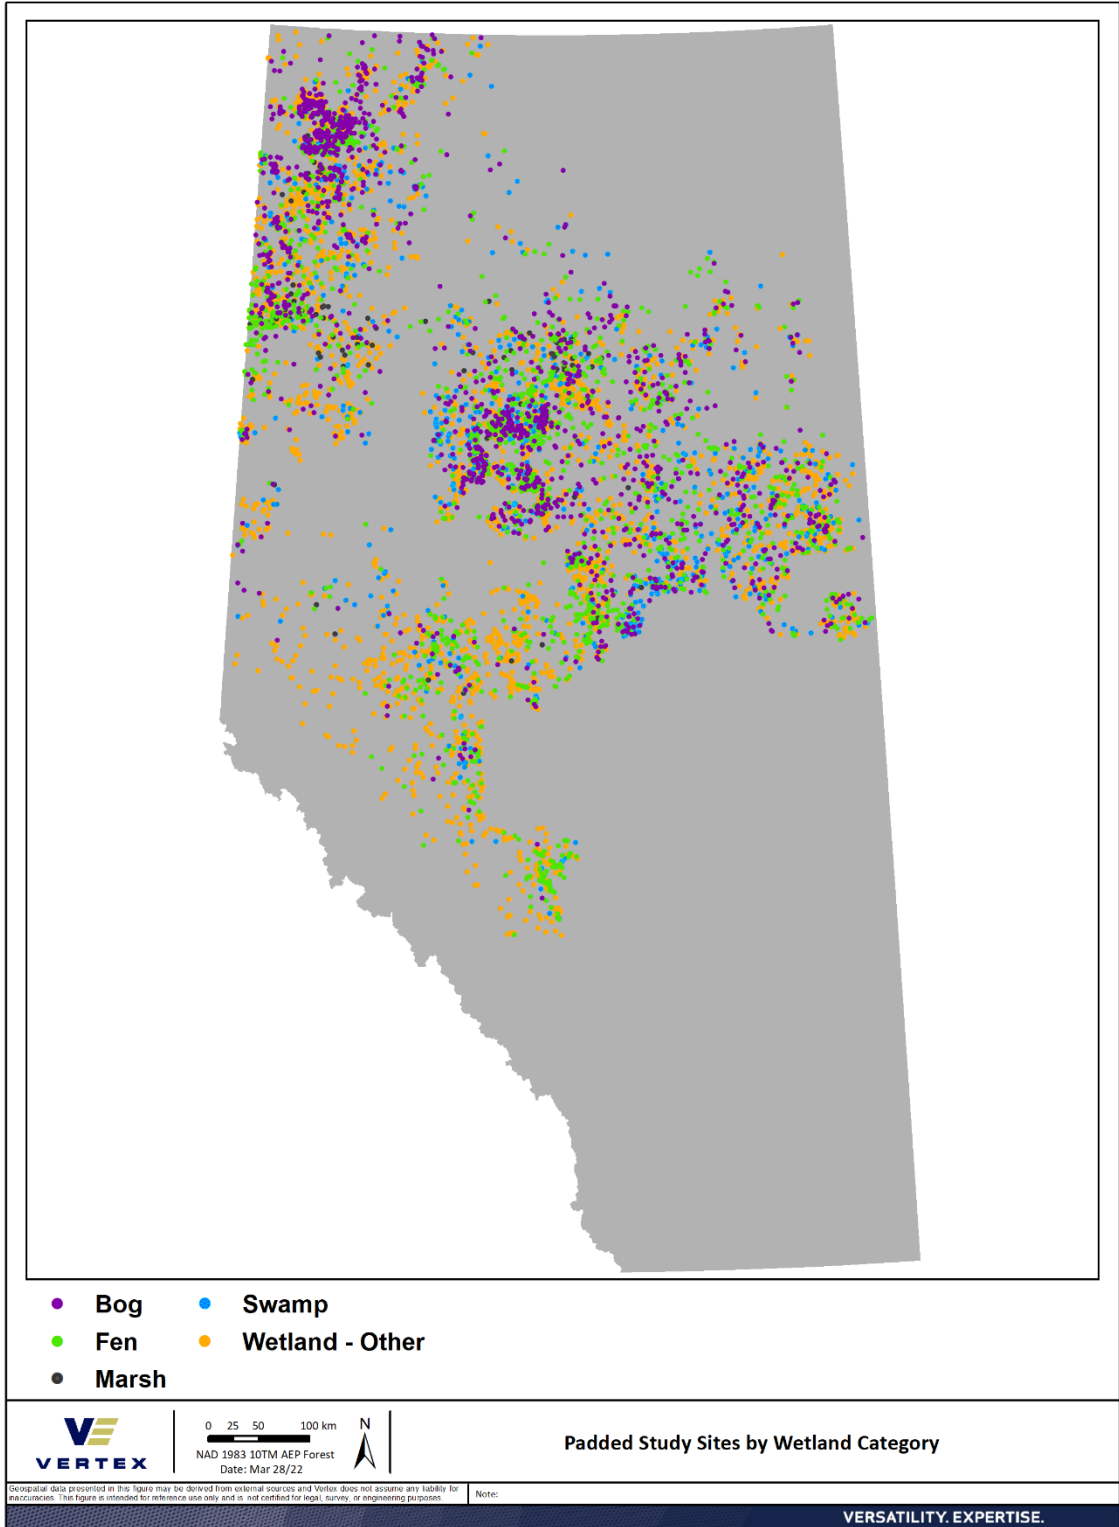 Bog
Swamp
Fen
Wetland - Other
Marsh
VERTEX
0 25 50 100 km
NAD 1983 10TM AEP Forest
Date: Mar 28/22
N
Padded Study Sites by Wetland Category
Geospatial data presented in this figure may be derived from external sources and Vertex does not assume any liability for
inaccuracies. This figure is intended for reference use only and is not certified for legal, survey, or engineering purposes.
Note:
VERSATILITY. EXPERTISE.